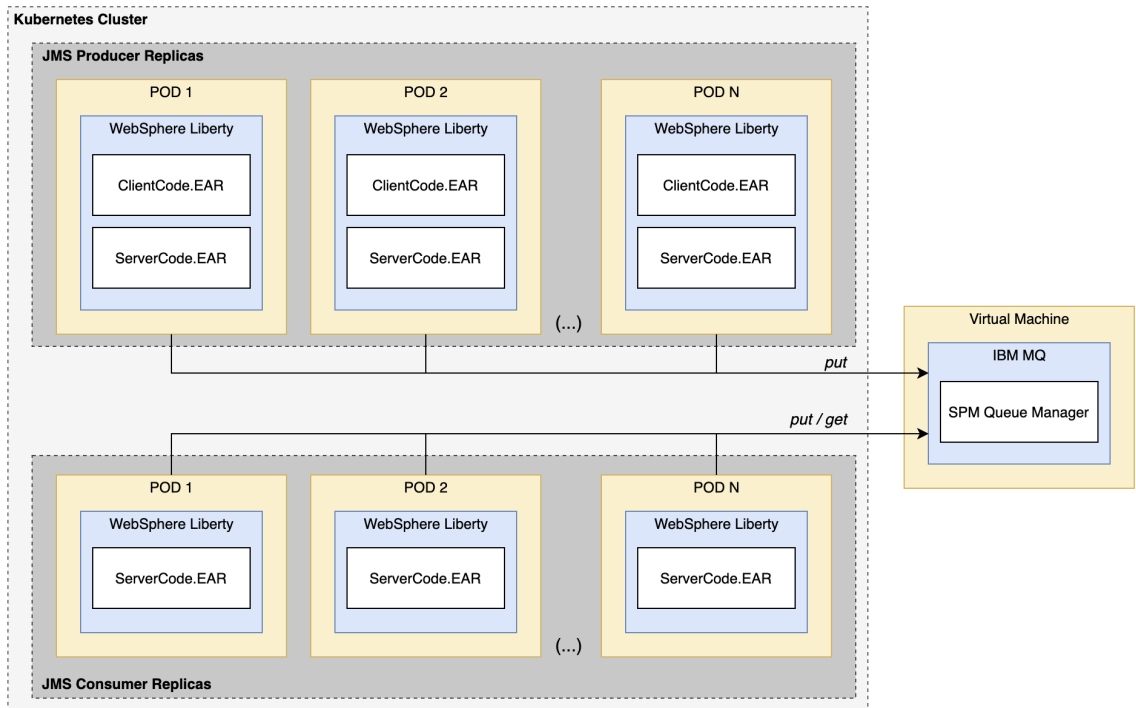 Kubernetes Cluster
JMS Producer Replicas
POD 1
POD 2
POD N
WebSphere Liberty
WebSphere Liberty
WebSphere Liberty
ClientCode.EAR
ClientCode.EAR
ClientCode.EAR
ServerCode.EAR
ServerCode.EAR
ServerCode.EAR
(...)
put
Virtual Machine
IBM MQ
SPM Queue Manager
put / get
POD 1
POD 2
POD N
WebSphere Liberty
WebSphere Liberty
WebSphere Liberty
ServerCode.EAR
ServerCode.EAR
ServerCode.EAR
(...)
JMS Consumer Replicas